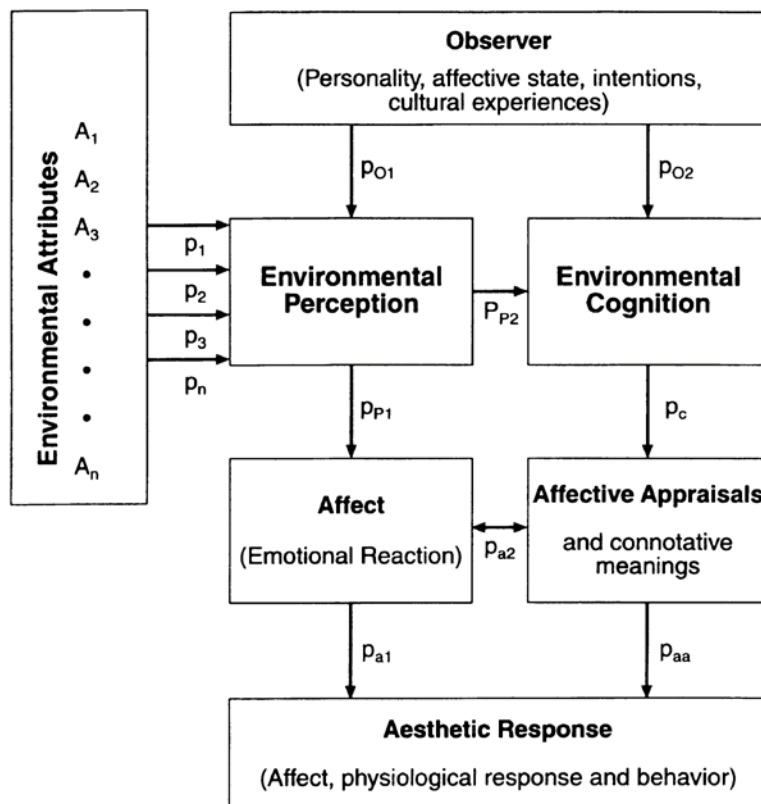 Observer
(Personality, affective state, intentions,
cultural experiences)
Environmental Attributes
A1
A2
A3
•
•
•
•
An
p1
p2
p3
pn
pO1
pO2
Environmental
Perception
PP2
Environmental
Cognition
pP1
pc
Affect
(Emotional Reaction)
pa2
Affective Appraisals
and connotative
meanings
pa1
paa
Aesthetic Response
(Affect, physiological response and behavior)